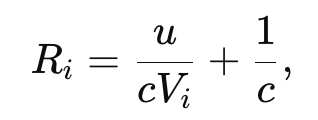 $R_i = \frac{u}{cV_i} + \frac{1}{c},$